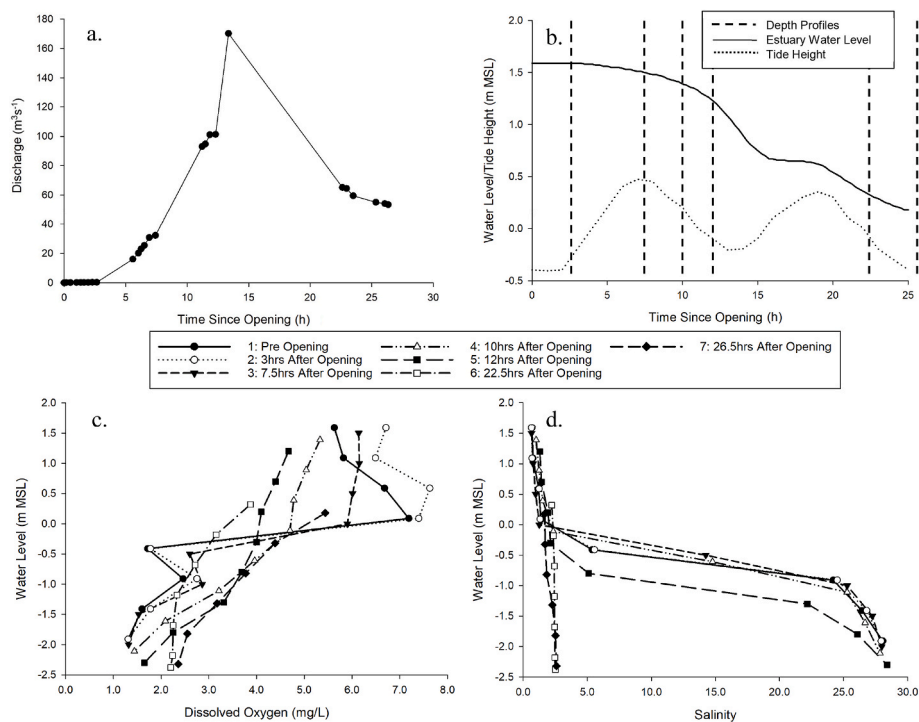 a.
180
160
140
120
100
80
60
40
20
0
Discharge (m³s⁻¹)
0 5 10 15 20 25 30
Time Since Opening (h)
b.
Depth Profiles
Estuary Water Level
Tide Height
2.0
1.5
1.0
0.5
0.0
-0.5
Water Level/Tide Height (m MSL)
0 5 10 15 20 25
Time Since Opening (h)
1: Pre Opening
2: 3hrs After Opening
3: 7.5hrs After Opening
4: 10hrs After Opening
5: 12hrs After Opening
6: 22.5hrs After Opening
7: 26.5hrs After Opening
c.
2.0
1.5
1.0
0.5
0.0
-0.5
-1.0
-1.5
-2.0
-2.5
Water Level (m MSL)
0.0 1.0 2.0 3.0 4.0 5.0 6.0 7.0 8.0
Dissolved Oxygen (mg/L)
d.
2.0
1.5
1.0
0.5
0.0
-0.5
-1.0
-1.5
-2.0
-2.5
Water Level (m MSL)
0.0 5.0 10.0 15.0 20.0 25.0 30.0
Salinity